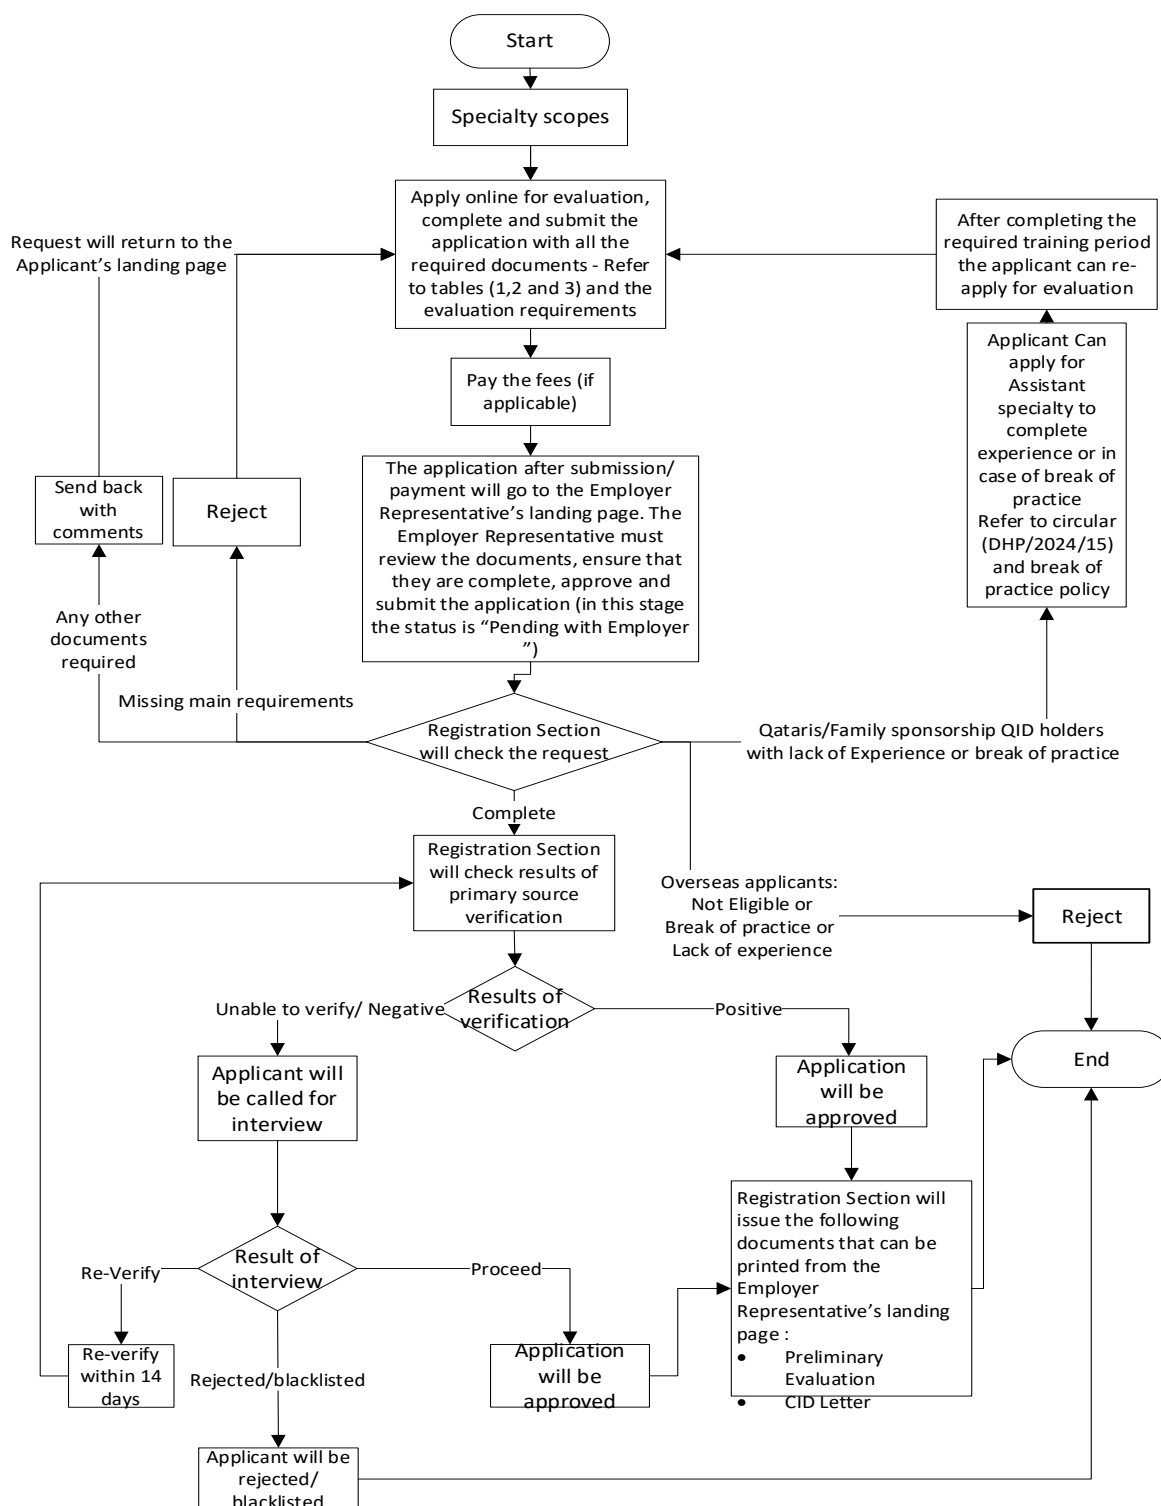 Start
Specialty scopes
Apply online for evaluation,
complete and submit the
application with all the
required documents - Refer
to tables (1,2 and 3) and the
evaluation requirements
Request will return to the
Applicant's landing page
After completing the
required training period
the applicant can re-
apply for evaluation
Pay the fees (if
applicable)
Applicant Can
apply for
Assistant
specialty to
complete
experience or in
case of break of
practice
Refer to circular
(DHP/2024/15)
and break of
practice policy
Send back
with
comments
Reject
The application after submission/
payment will go to the Employer
Representative's landing page. The
Employer Representative must
review the documents, ensure that
they are complete, approve and
submit the application (in this stage
the status is "Pending with Employer
")
Any other
documents
required
Missing main requirements
Registration Section
will check the request
Qataris/Family sponsorship QID holders
with lack of Experience or break of practice
Complete
Registration Section
will check results of
primary source
verification
Overseas applicants:
Not Eligible or
Break of practice or
Lack of experience
Reject
Results of
verification
Unable to verify/ Negative
Positive
Applicant will
be called for
interview
Application
will be
approved
End
Registration Section will
issue the following
documents that can be
printed from the
Employer
Representative's landing
page :
• Preliminary
Evaluation
• CID Letter
Result of
interview
Re-Verify
Proceed
Re-verify
within 14
days
Rejected/blacklisted
Application
will be
approved
Applicant will be
rejected/
blacklisted